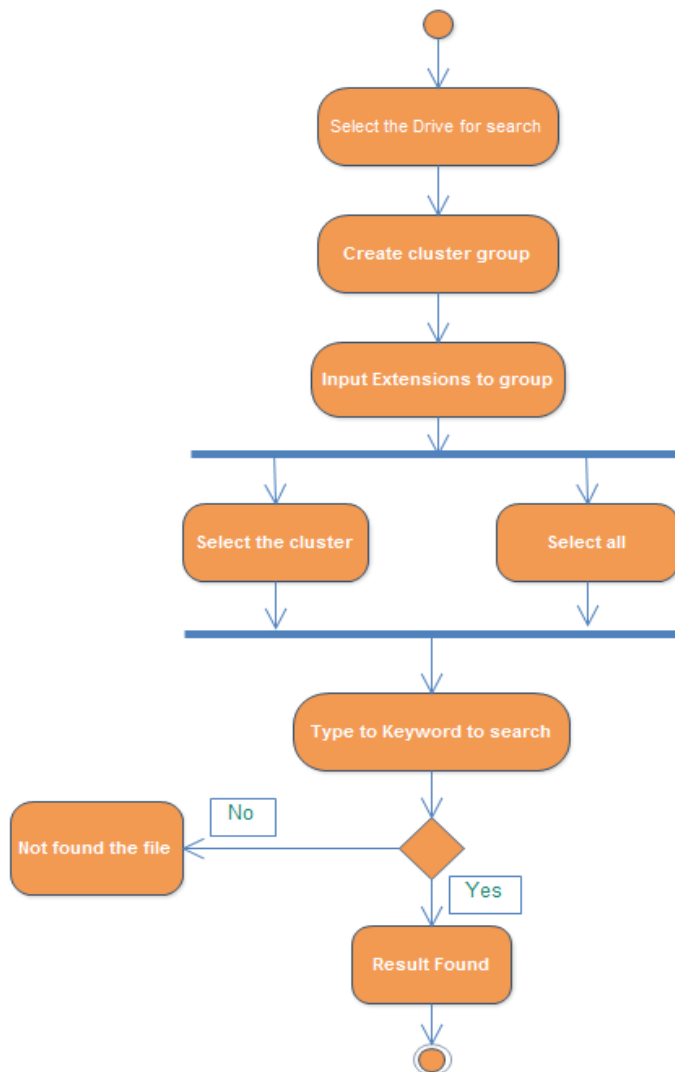 Select the Drive for search
Create cluster group
Input Extensions to group
Select the cluster
Select all
Type to Keyword to search
No
Not found the file
Yes
Result Found